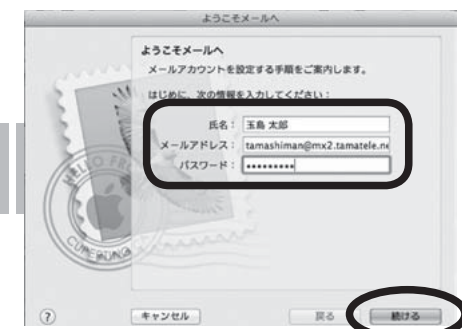 ようこそメールへ
ようこそメールへ
メールアカウントを設定する手順をご案内します。
はじめに、次の情報を入力してください：
氏名： 玉島 太郎
メールアドレス： tamashiman@mx2.tamatele.ne
パスワード： •••••••••
HELLO FR
CUPERTINO
? キャンセル 戻る 続ける